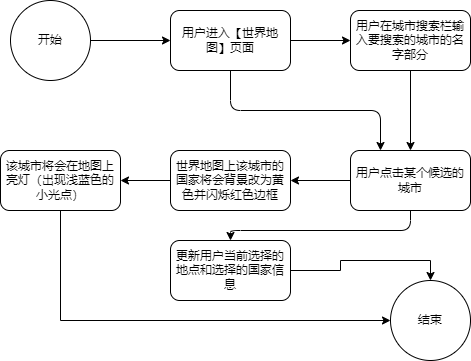 开始
用户进入【世界地
图】页面
用户在城市搜索栏输
入要搜索的城市的名
字部分
该城市将会在地图上
亮灯（出现浅蓝色的
小光点）
世界地图上该城市的
国家将会背景改为黄
色并闪烁红色边框
用户点击某个候选的
城市
更新用户当前选择的
地点和选择的国家信
息
结束